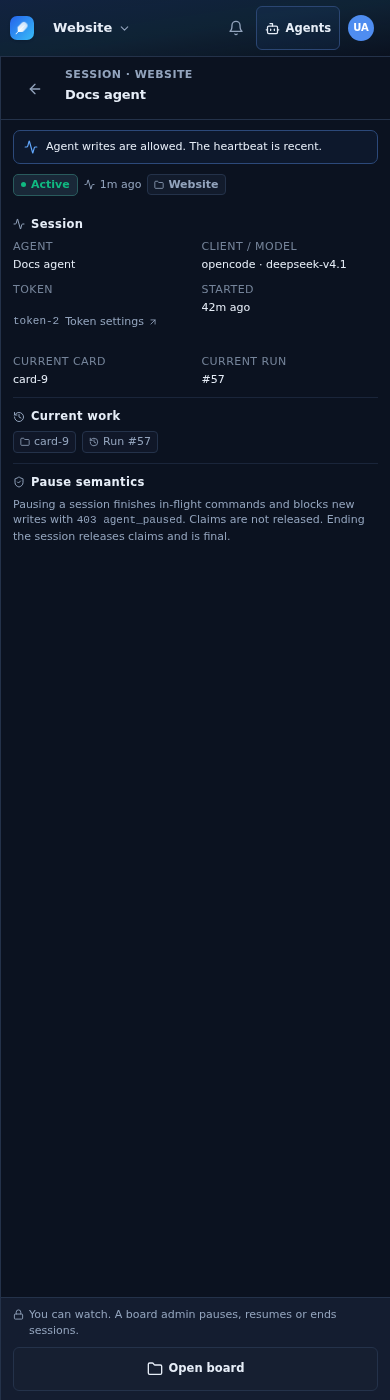 Website
Agents
UA
SESSION · WEBSITE
Docs agent
Agent writes are allowed. The heartbeat is recent.
Active
1m ago
Website
Session
AGENT
Docs agent
CLIENT / MODEL
opencode · deepseek-v4.1
TOKEN
token-2 Token settings
STARTED
42m ago
CURRENT CARD
card-9
CURRENT RUN
#57
Current work
card-9
Run #57
Pause semantics
Pausing a session finishes in-flight commands and blocks new
writes with 403 agent_paused. Claims are not released. Ending
the session releases claims and is final.
You can watch. A board admin pauses, resumes or ends
sessions.
Open board